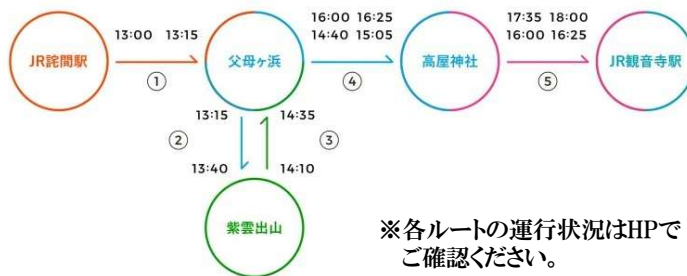 16:00 16:25
17:35 18:00
13:00 13:15
14:40 15:05
16:00 16:25
JR詫間駅
父母ヶ浜
高屋神社
JR観音寺駅
①
④
⑤
13:15
14:35
②
③
13:40
14:10
紫雲出山
※各ルートの運行状況はHPで
ご確認ください。